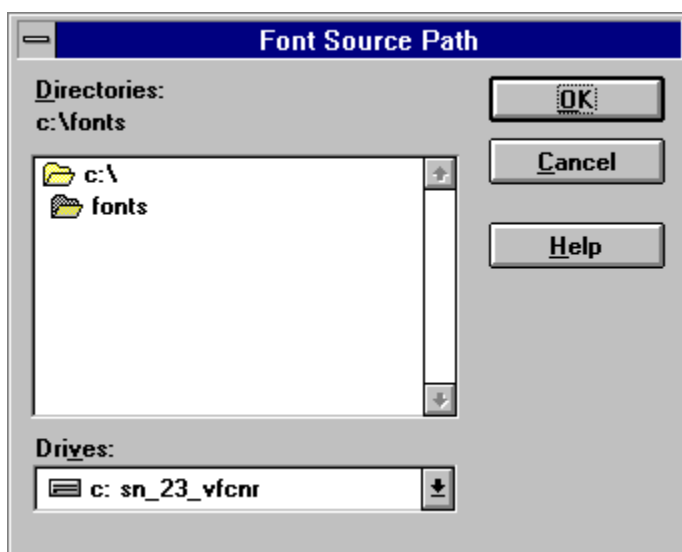 Font Source Path
Directories:
c:\fonts
c:\
fonts
OK
Cancel
Help
Drives:
c: sn_23_vfcnr